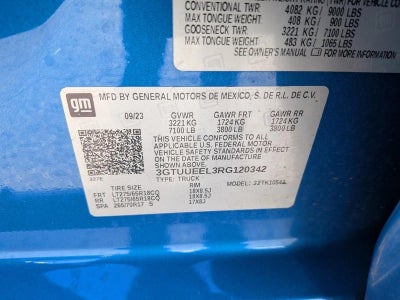 CONVENTIONAL TWR: 4082 KG / 9000 LBS
MAX TONGUE WEIGHT: 408 KG / 900 LBS
GOOSENECK TWR: 3221 KG / 7100 LBS
MAX TONGUE WEIGHT: 483 KG / 1065 LBS
SEE OWNER'S MANUAL FOR MORE INFORMATION
gm MFD BY GENERAL MOTORS DE MEXICO, S. DE R.L. DE C.V.
09/23 GVWR GAWR FRT GAWR RR
3221 KG 1724 KG 1724 KG
7100 LB 3800 LB 3800 LB
THIS VEHICLE CONFORMS TO ALL
APPLICABLE U.S. FEDERAL MOTOR
VEHICLE SAFETY STANDARDS IN
EFFECT ON THE DATE OF
MANUFACTURE SHOWN ABOVE.
3GTUUEEL3RG120342
TYPE: TRUCK
TIRE SIZE RIM MODEL:
FRT LT275/65R18CQ 18X8.5J
RR LT275/65R18CQ 18X8.5J
SPA 265/70R17 S 17X8J